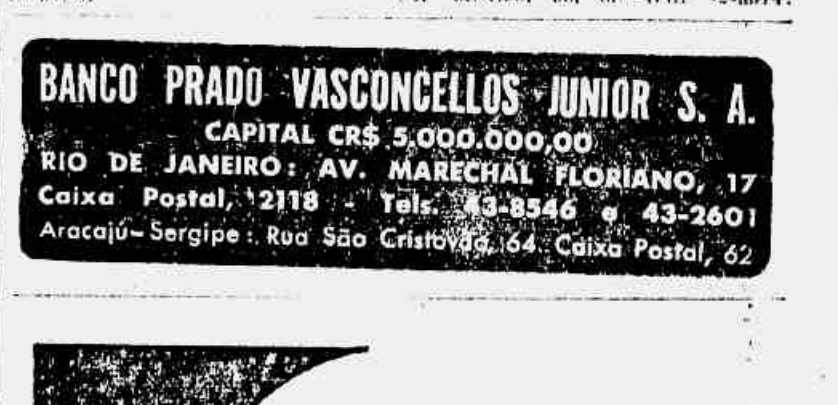 BANCO PRADO VASCONCELLOS JUNIOR S. A.
CAPITAL CR$ 5.000.000,00
RIO DE JANEIRO: AV. MARECHAL FLORIANO, 17
Caixa Postal, 2118 - Tels. 43-8546 e 43-2601
Aracajú-Sergipe: Rua São Cristovão, 64 Caixa Postal, 62